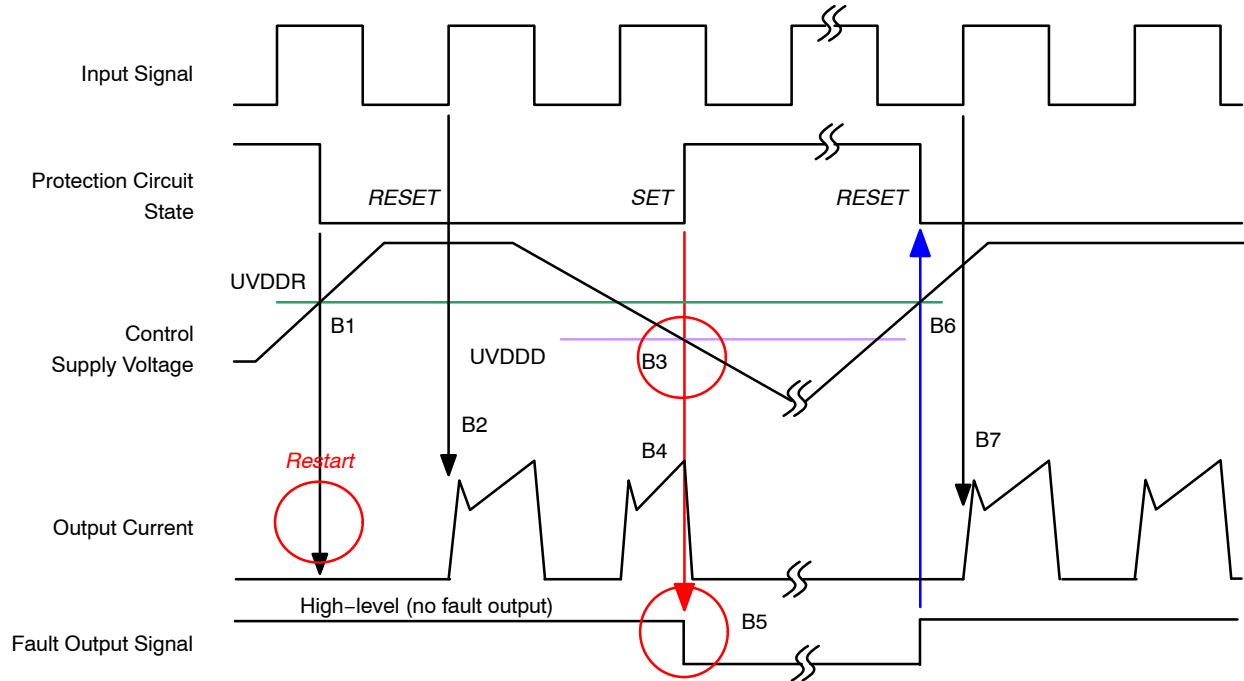 Input Signal
Protection Circuit
State
RESET
SET
RESET
UVDDR
B1
B6
Control
Supply Voltage
UVDDD
B3
B2
B4
B7
Restart
Output Current
High−level (no fault output)
B5
Fault Output Signal